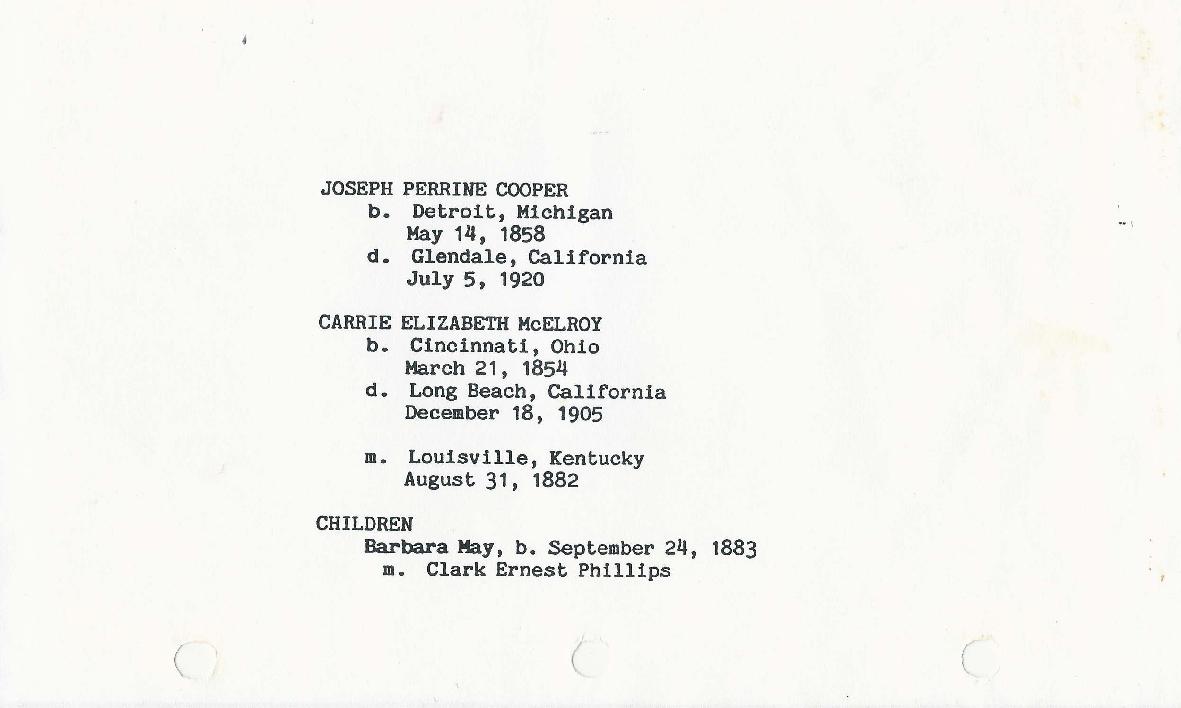 JOSEPH PERRINE COOPER
b. Detroit, Michigan
May 14, 1858
d. Glendale, California
July 5, 1920
CARRIE ELIZABETH McELROY
b. Cincinnati, Ohio
March 21, 1854
d. Long Beach, California
December 18, 1905
m. Louisville, Kentucky
August 31, 1882
CHILDREN
Barbara May, b. September 24, 1883
m. Clark Ernest Phillips